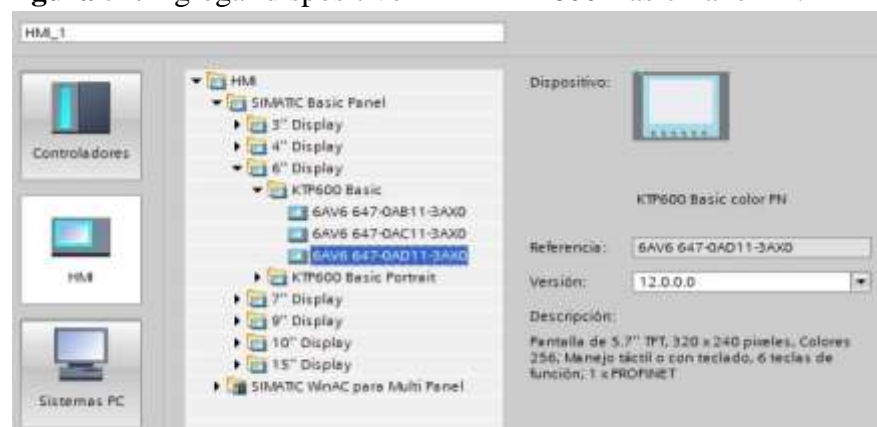 HMI_1
Controladores
HMI
Sistemas PC
HMI
SIMATIC Basic Panel
3" Display
4" Display
6" Display
KTP600 Basic
6AV6 647-0AB11-3AX0
6AV6 647-0AC11-3AX0
6AV6 647-0AD11-3AX0
KTP600 Basic Portrait
7" Display
9" Display
10" Display
15" Display
SIMATIC WinAC para Multi Panel
Dispositivo:
KTP600 Basic color PN
Referencia: 6AV6 647-0AD11-3AX0
Versión: 12.0.0.0
Descripción:
Pantalla de 5.7" TFT, 320 x 240 píxeles, Colores
256; Manejo táctil o con teclado, 6 teclas de
función; 1 x PROFINET